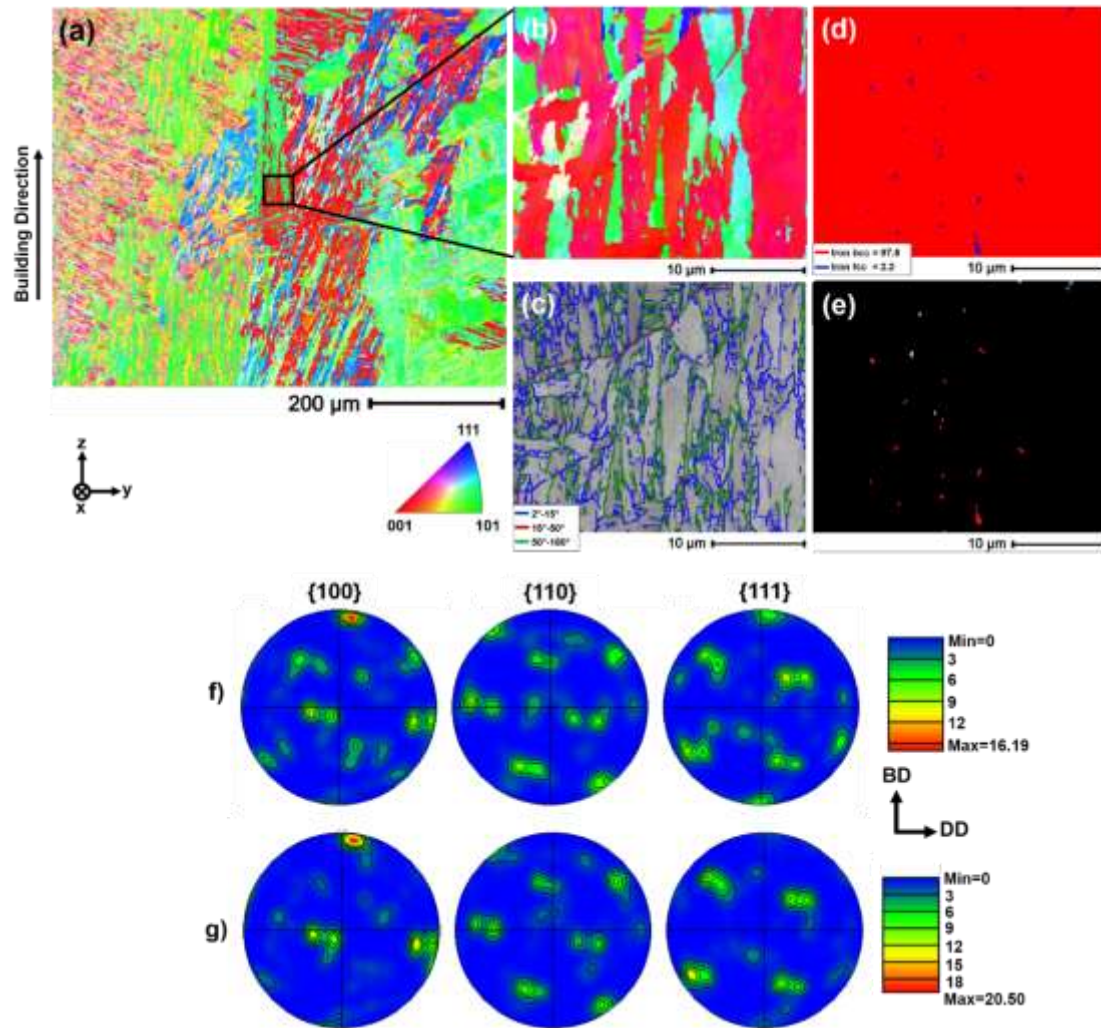 (a)
(b)
(d)
Building Direction
10 µm
Iron bcc = 97.8
Iron fcc = 2.2
10 µm
(c)
(e)
200 µm
z
y
x
111
001
101
2°-15°
15°-50°
50°-180°
10 µm
10 µm
{100}
{110}
{111}
f)
Min=0
3
6
9
12
Max=16.19
BD
DD
g)
Min=0
3
6
9
12
15
18
Max=20.50